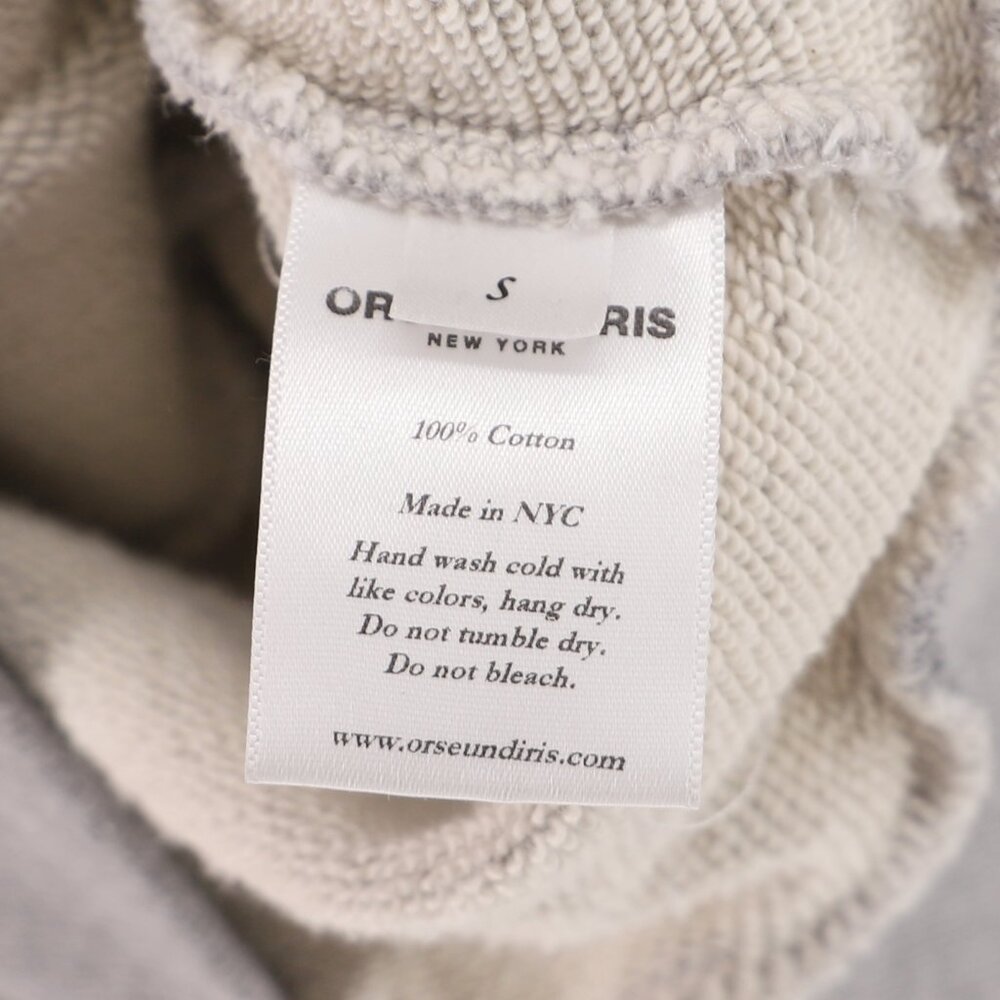 S
OR RIS
NEW YORK
100% Cotton
Made in NYC
Hand wash cold with
like colors, hang dry.
Do not tumble dry.
Do not bleach.
www.orseundiris.com